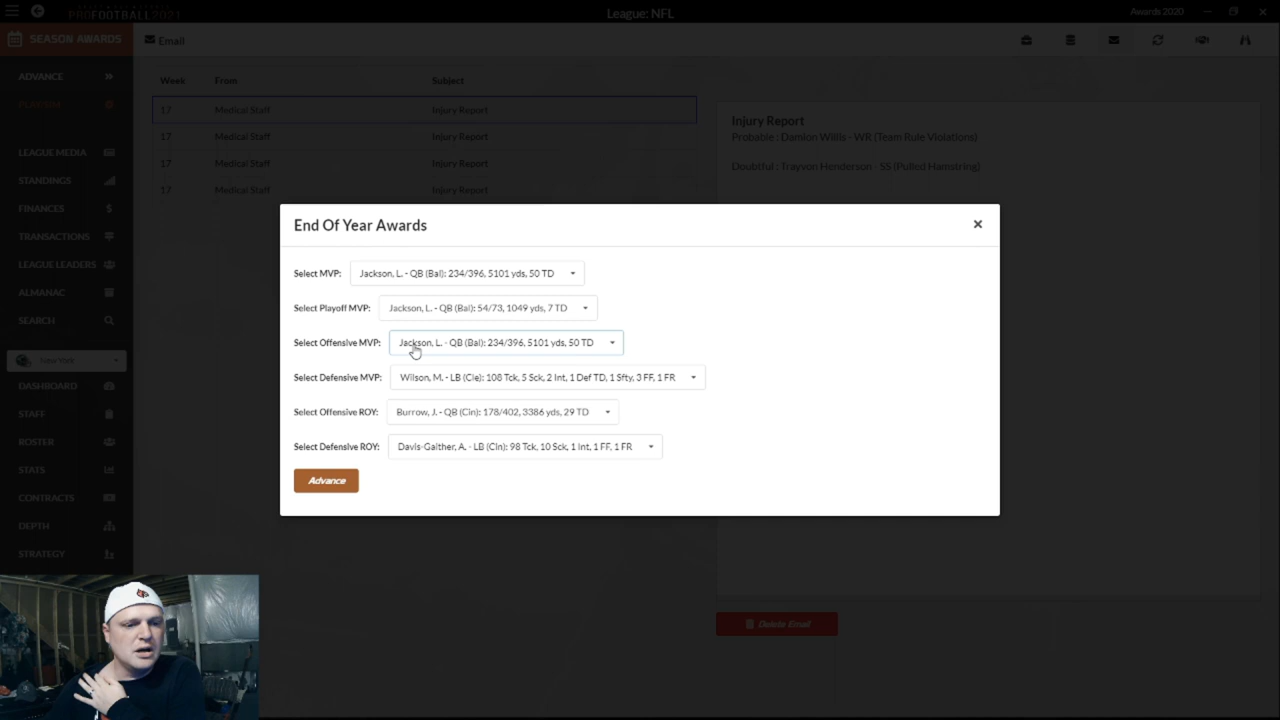 PROFOOTBALL2021
League: NFL
Awards 2020
SEASON AWARDS
Email
ADVANCE
Week From Subject
17 Medical Staff Injury Report
17 Medical Staff Injury Report
17 Medical Staff Injury Report
17 Medical Staff Injury Report
Injury Report
Probable : Damion Willis - WR (Team Rule Violations)
Doubtful : Trayvon Henderson - SS (Pulled Hamstring)
LEAGUE MEDIA
STANDINGS
FINANCES $
TRANSACTIONS
LEAGUE LEADERS
ALMANAC
SEARCH
New York
DASHBOARD
STAFF
ROSTER
STATS
CONTRACTS
DEPTH
STRATEGY
End Of Year Awards
Select MVP: Jackson, L. - QB (Bal): 234/396, 5101 yds, 50 TD
Select Playoff MVP: Jackson, L. - QB (Bal): 54/73, 1049 yds, 7 TD
Select Offensive MVP: Jackson, L. - QB (Bal): 234/396, 5101 yds, 50 TD
Select Defensive MVP: Wilson, M. - LB (Cle): 108 Tck, 5 Sck, 2 Int, 1 Def TD, 1 Sfty, 3 FF, 1 FR
Select Offensive ROY: Burrow, J. - QB (Cin): 178/402, 3386 yds, 29 TD
Select Defensive ROY: Davis-Gaither, A. - LB (Cin): 98 Tck, 10 Sck, 1 Int, 1 FF, 1 FR
Advance
Delete Email